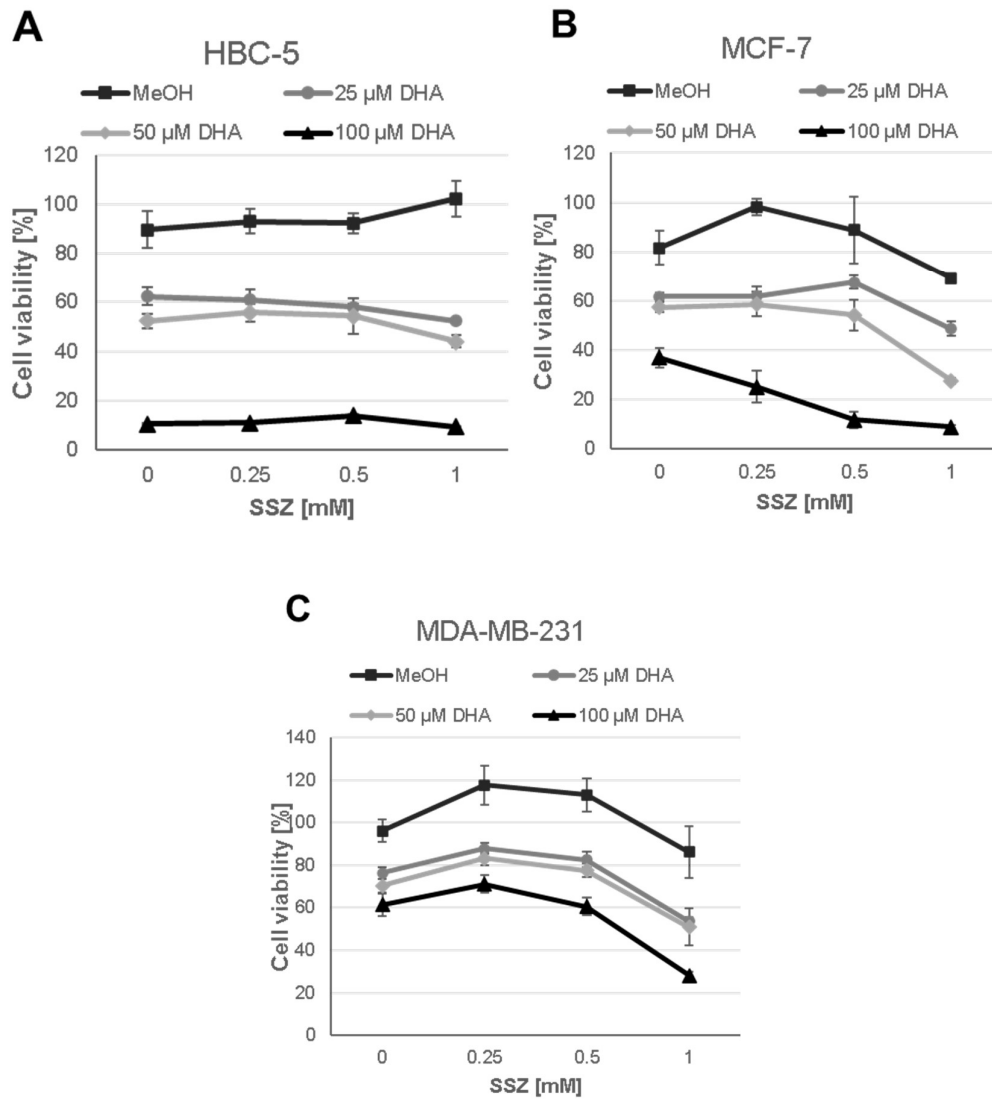 A
HBC-5
MeOH 25 µM DHA
50 µM DHA 100 µM DHA
Cell viability [%]
120
100
80
60
40
20
0
0 0.25 0.5 1
SSZ [mM]
B
MCF-7
MeOH 25 µM DHA
50 µM DHA 100 µM DHA
Cell viability [%]
120
100
80
60
40
20
0
0 0.25 0.5 1
SSZ [mM]
C
MDA-MB-231
MeOH 25 µM DHA
50 µM DHA 100 µM DHA
Cell viability [%]
140
120
100
80
60
40
20
0
0 0.25 0.5 1
SSZ [mM]